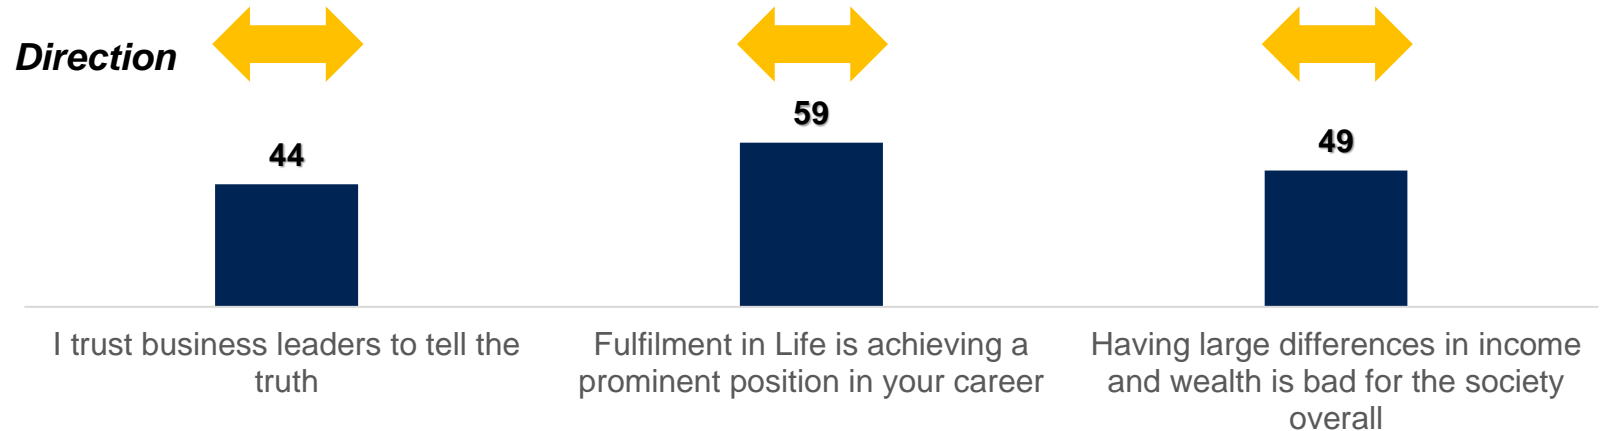 Direction
44
59
49
I trust business leaders to tell the
truth
Fulfilment in Life is achieving a
prominent position in your career
Having large differences in income
and wealth is bad for the society
overall